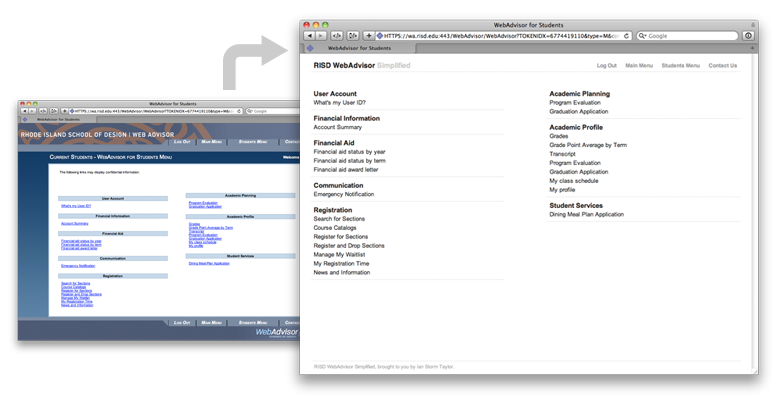 WebAdvisor for Students
HTTPS://wa.risd.edu:443/WebAdvisor/WebAdvisor?TOKENIDX=6774419110&type=M&con
Google
WebAdvisor for Students
RHODE ISLAND SCHOOL OF DESIGN | WEB ADVISOR
LOG OUT MAIN MENU STUDENTS MENU CONTACT
CURRENT STUDENTS - WEBADVISOR FOR STUDENTS MENU
Welcome
The following links may display confidential information.
User Account
What's my User ID?
Financial Information
Account Summary
Financial Aid
Financial aid status by year
Financial aid status by term
Financial aid award letter
Communication
Emergency Notification
Registration
Search for Sections
Course Catalogs
Register for Sections
Register and Drop Sections
Manage My Waitlist
My Registration Time
News and Information
Academic Planning
Program Evaluation
Graduation Application
Academic Profile
Grades
Grade Point Average by Term
Transcript
Program Evaluation
Graduation Application
My class schedule
My profile
Student Services
Dining Meal Plan Application
LOG OUT MAIN MENU STUDENTS MENU CONTACT
WebAdvisor
WebAdvisor for Students
HTTPS://wa.risd.edu:443/WebAdvisor/WebAdvisor?TOKENIDX=6774419110&type=M&con
Google
WebAdvisor for Students
RISD WebAdvisor Simplified
Log Out Main Menu Students Menu Contact Us
User Account
What's my User ID?
Financial Information
Account Summary
Financial Aid
Financial aid status by year
Financial aid status by term
Financial aid award letter
Communication
Emergency Notification
Registration
Search for Sections
Course Catalogs
Register for Sections
Register and Drop Sections
Manage My Waitlist
My Registration Time
News and Information
Academic Planning
Program Evaluation
Graduation Application
Academic Profile
Grades
Grade Point Average by Term
Transcript
Program Evaluation
Graduation Application
My class schedule
My profile
Student Services
Dining Meal Plan Application
RISD WebAdvisor Simplified, brought to you by Ian Storm Taylor